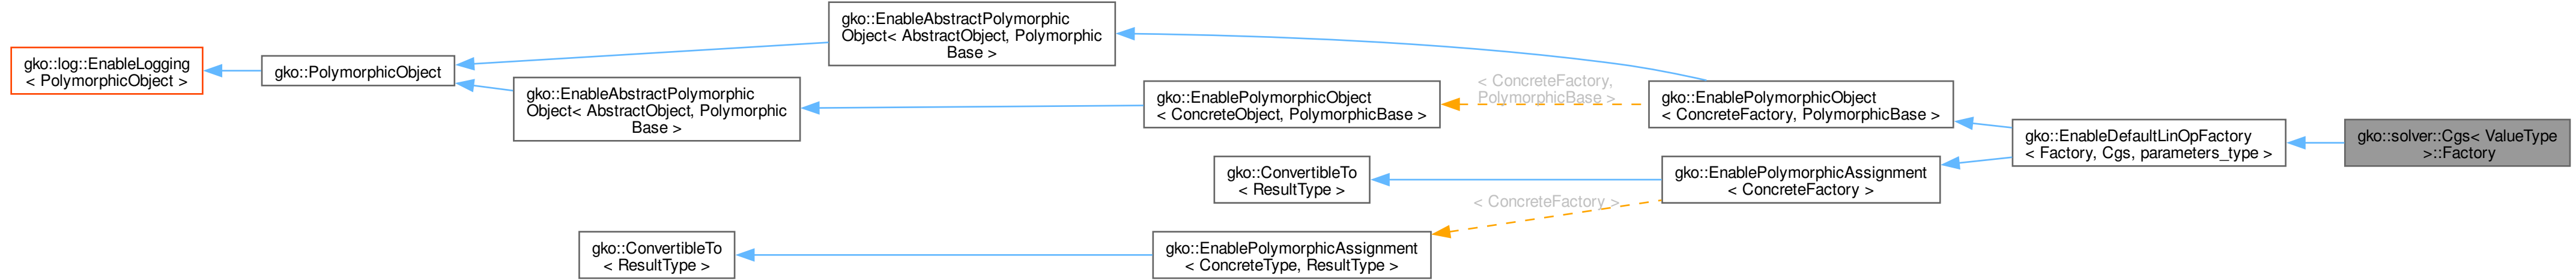 gko::log::EnableLogging
< PolymorphicObject >
gko::PolymorphicObject
gko::EnableAbstractPolymorphic
Object< AbstractObject, Polymorphic
Base >
gko::EnableAbstractPolymorphic
Object< AbstractObject, Polymorphic
Base >
gko::EnablePolymorphicObject
< ConcreteObject, PolymorphicBase >
< ConcreteFactory,
PolymorphicBase >
gko::EnablePolymorphicObject
< ConcreteFactory, PolymorphicBase >
gko::EnableDefaultLinOpFactory
< Factory, Cgs, parameters_type >
gko::solver::Cgs< ValueType
>::Factory
gko::ConvertibleTo
< ResultType >
gko::EnablePolymorphicAssignment
< ConcreteFactory >
< ConcreteFactory >
gko::ConvertibleTo
< ResultType >
gko::EnablePolymorphicAssignment
< ConcreteType, ResultType >